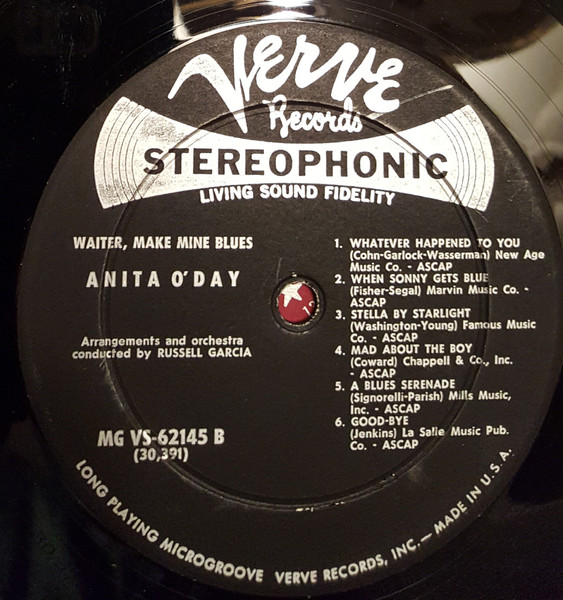 Verve
Records
STEREOPHONIC
LIVING SOUND FIDELITY
WAITER, MAKE MINE BLUES
ANITA O'DAY
Arrangements and orchestra
conducted by RUSSELL GARCIA
MG VS-62145 B
(30,391)
1. WHATEVER HAPPENED TO YOU
(Cohn-Garlock-Wasserman) New Age
Music Co. - ASCAP
2. WHEN SONNY GETS BLUE
(Fisher-Segal) Marvin Music Co. -
ASCAP
3. STELLA BY STARLIGHT
(Washington-Young) Famous Music
Co. - ASCAP
4. MAD ABOUT THE BOY
(Coward) Chappell & Co., Inc.
- ASCAP
5. A BLUES SERENADE
(Signorelli-Parish) Mills Music,
Inc. - ASCAP
6. GOOD-BYE
(Jenkins) La Salle Music Pub.
Co. - ASCAP
LONG PLAYING MICROGROOVE VERVE RECORDS, INC.—MADE IN U.S.A.